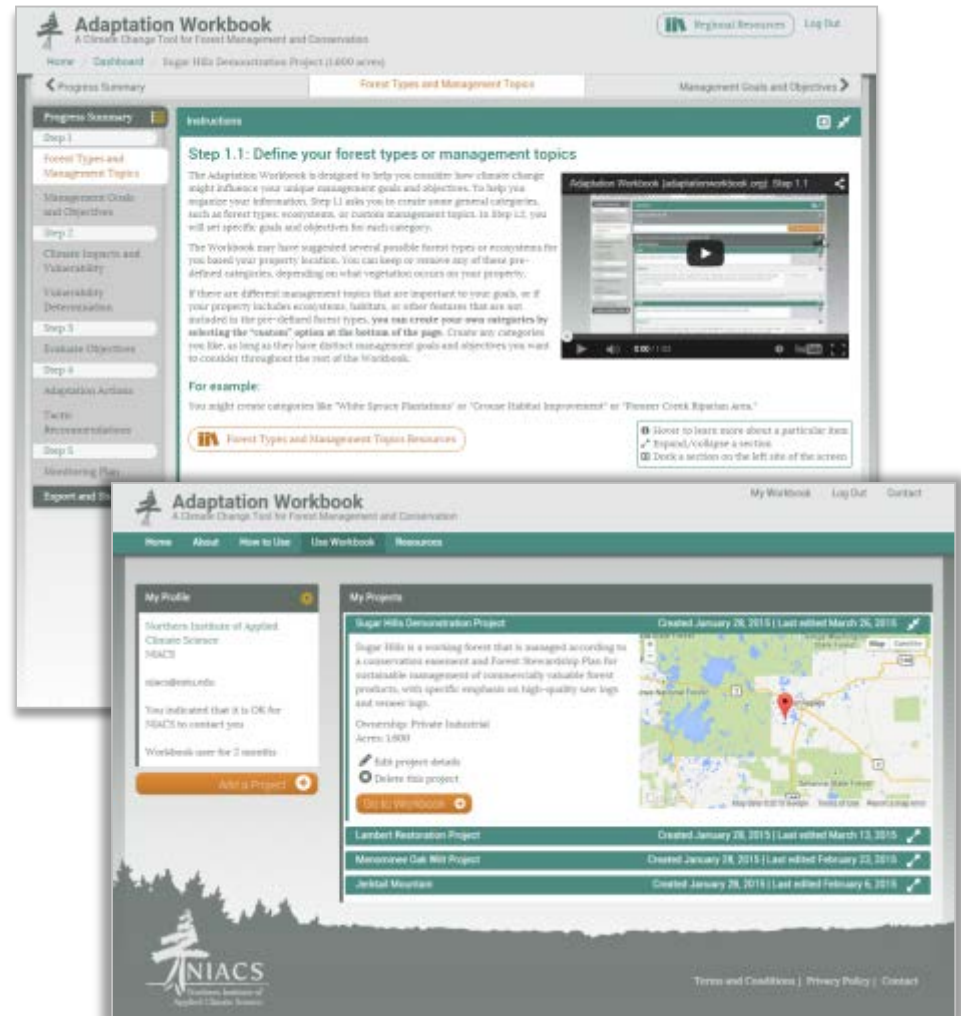 Adaptation Workbook
A Climate Change Tool for Forest Management and Conservation
Regional Resources
Log Out
Home Dashboard Sugar Hills Demonstration Project (1,600 acres)
Progress Summary
Forest Types and Management Topics
Management Goals and Objectives
Progress Summary
Step 1
Forest Types and
Management Topics
Management Goals
and Objectives
Step 2
Climate Impacts and
Vulnerability
Vulnerability
Determination
Step 3
Evaluate Objectives
Step 4
Adaptation Actions
Tactic
Recommendations
Step 5
Monitoring Plan
Export and
Instructions
Step 1.1: Define your forest types or management topics
The Adaptation Workbook is designed to help you consider how climate change
might influence your unique management goals and objectives. To help you
organize your information, Step 1.1 asks you to create some general categories,
such as forest types, ecosystems, or custom management topics. In Step 1.2, you
will set specific goals and objectives for each category.
The Workbook may have suggested several possible forest types or ecosystems for
you based your property location. You can keep or remove any of these pre-
defined categories, depending on what vegetation occurs on your property.
If there are different management topics that are important to your goals, or if
your property includes ecosystems, habitats, or other features that are not
included in the pre-defined forest types, you can create your own categories by
selecting the "custom" option at the bottom of the page. Create any categories
you like, as long as they have distinct management goals and objectives you want
to consider throughout the rest of the Workbook.
Adaptation Workbook [adaptationworkbook.org] Step 1.1
0:00
YouTube
For example:
You might create categories like "White Spruce Plantations" or "Grouse Habitat Improvement" or "Pioneer Creek Riparian Area."
Forest Types and Management Topics Resources
Hover to learn more about a particular item
Expand/collapse a section
Dock a section on the left site of the screen
Adaptation Workbook
A Climate Change Tool for Forest Management and Conservation
My Workbook Log Out Contact
Home About How to Use Use Workbook Resources
My Profile
Northern Institute of Applied
Climate Science
NIACS
niacs@mtu.edu
You indicated that it is OK for
NIACS to contact you
Workbook user for 2 months
Add a Project
My Projects
Sugar Hills Demonstration Project
Created January 28, 2015 | Last edited March 26, 2015
Sugar Hills is a working forest that is managed according to
a conservation easement and Forest Stewardship Plan for
sustainable management of commercially valuable forest
products, with specific emphasis on high-quality saw logs
and veneer logs.
Ownership: Private Industrial
Acres: 1,600
Edit project details
Delete this project
Go to Workbook
State Forest
Map Satellite
Savanna State Forest
Terms of Use Report a map error
Lambert Restoration Project
Created January 28, 2015 | Last edited March 13, 2015
Menominee Oak Wilt Project
Created January 28, 2015 | Last edited February 23, 2015
Jerktail Mountain
Created January 28, 2015 | Last edited February 6, 2015
NIACS
Northern Institute of
Applied Climate Science
Terms and Conditions | Privacy Policy | Contact